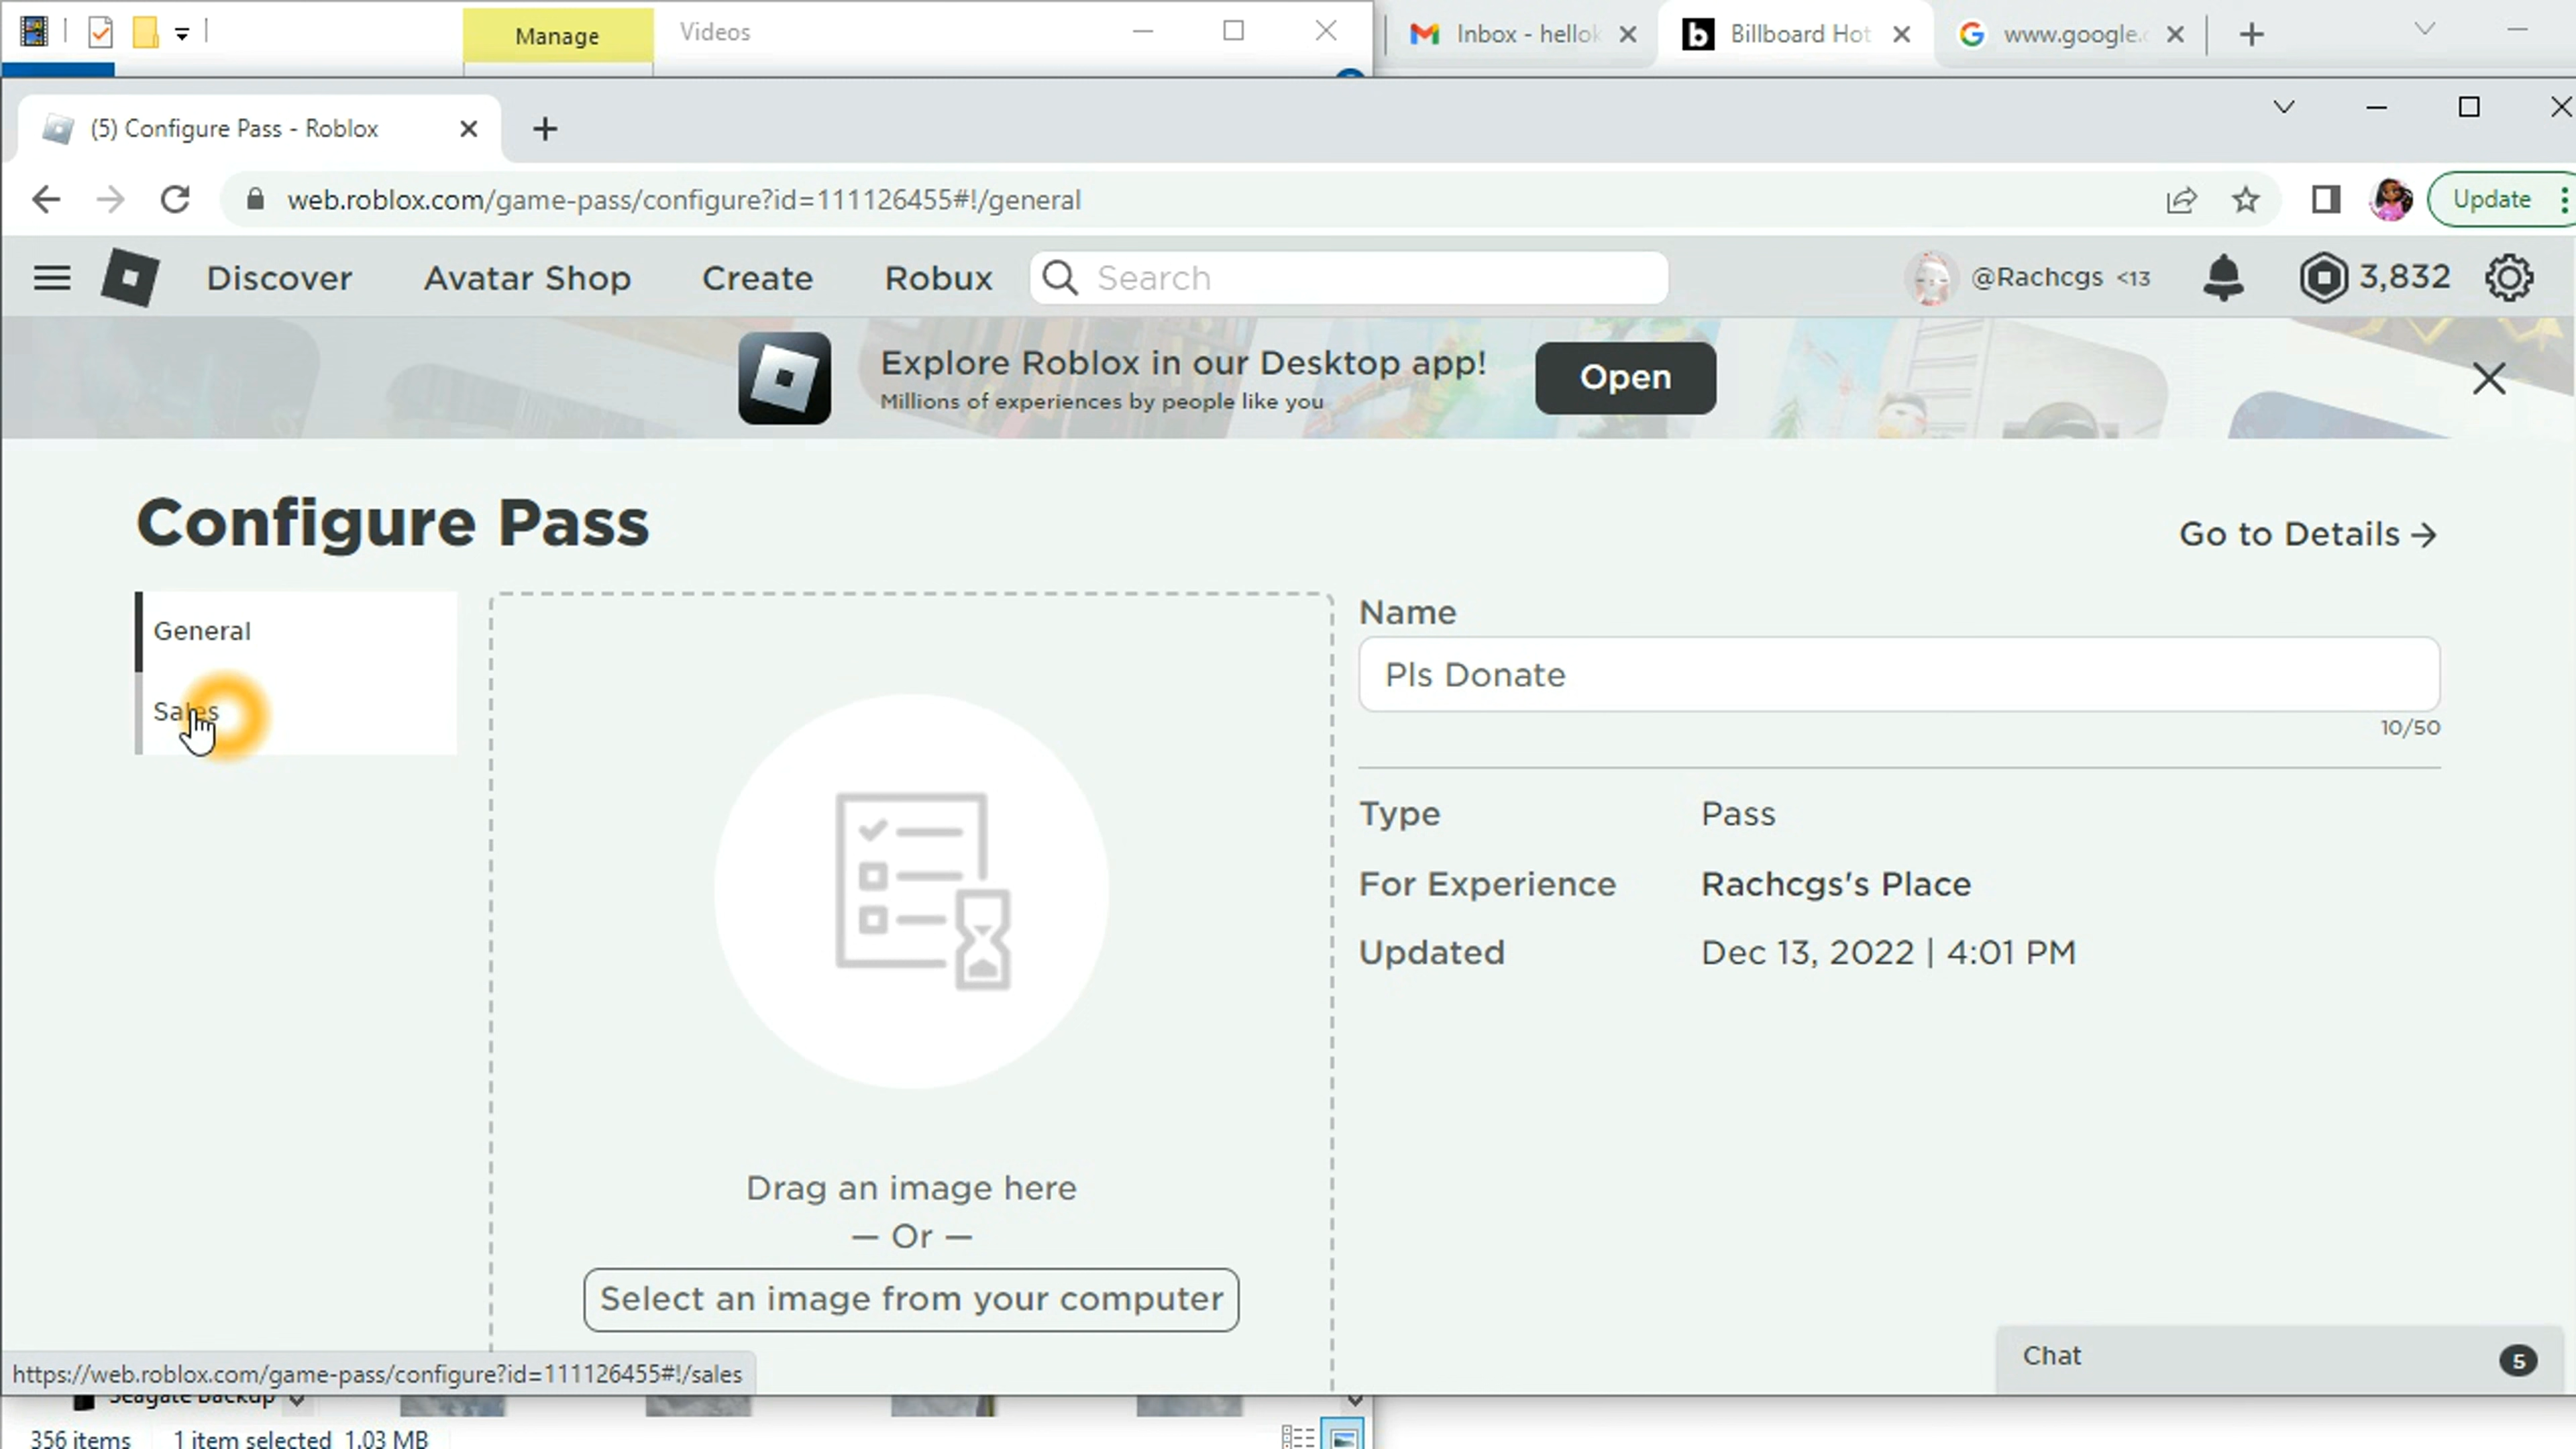 Manage
Videos
Inbox - hellok
Billboard Hot
www.google.c
(5) Configure Pass - Roblox
web.roblox.com/game-pass/configure?id=111126455#!/general
Update
Discover
Avatar Shop
Create
Robux
Search
@Rachcgs <13
3,832
Explore Roblox in our Desktop app!
Millions of experiences by people like you
Open
Configure Pass
Go to Details
General
Sales
Name
Pls Donate
10/50
Type Pass
For Experience Rachcgs's Place
Updated Dec 13, 2022 | 4:01 PM
Drag an image here
— Or —
Select an image from your computer
Chat
5
https://web.roblox.com/game-pass/configure?id=111126455#!/sales
Seagate Backup
356 items 1 item selected 1.03 MB